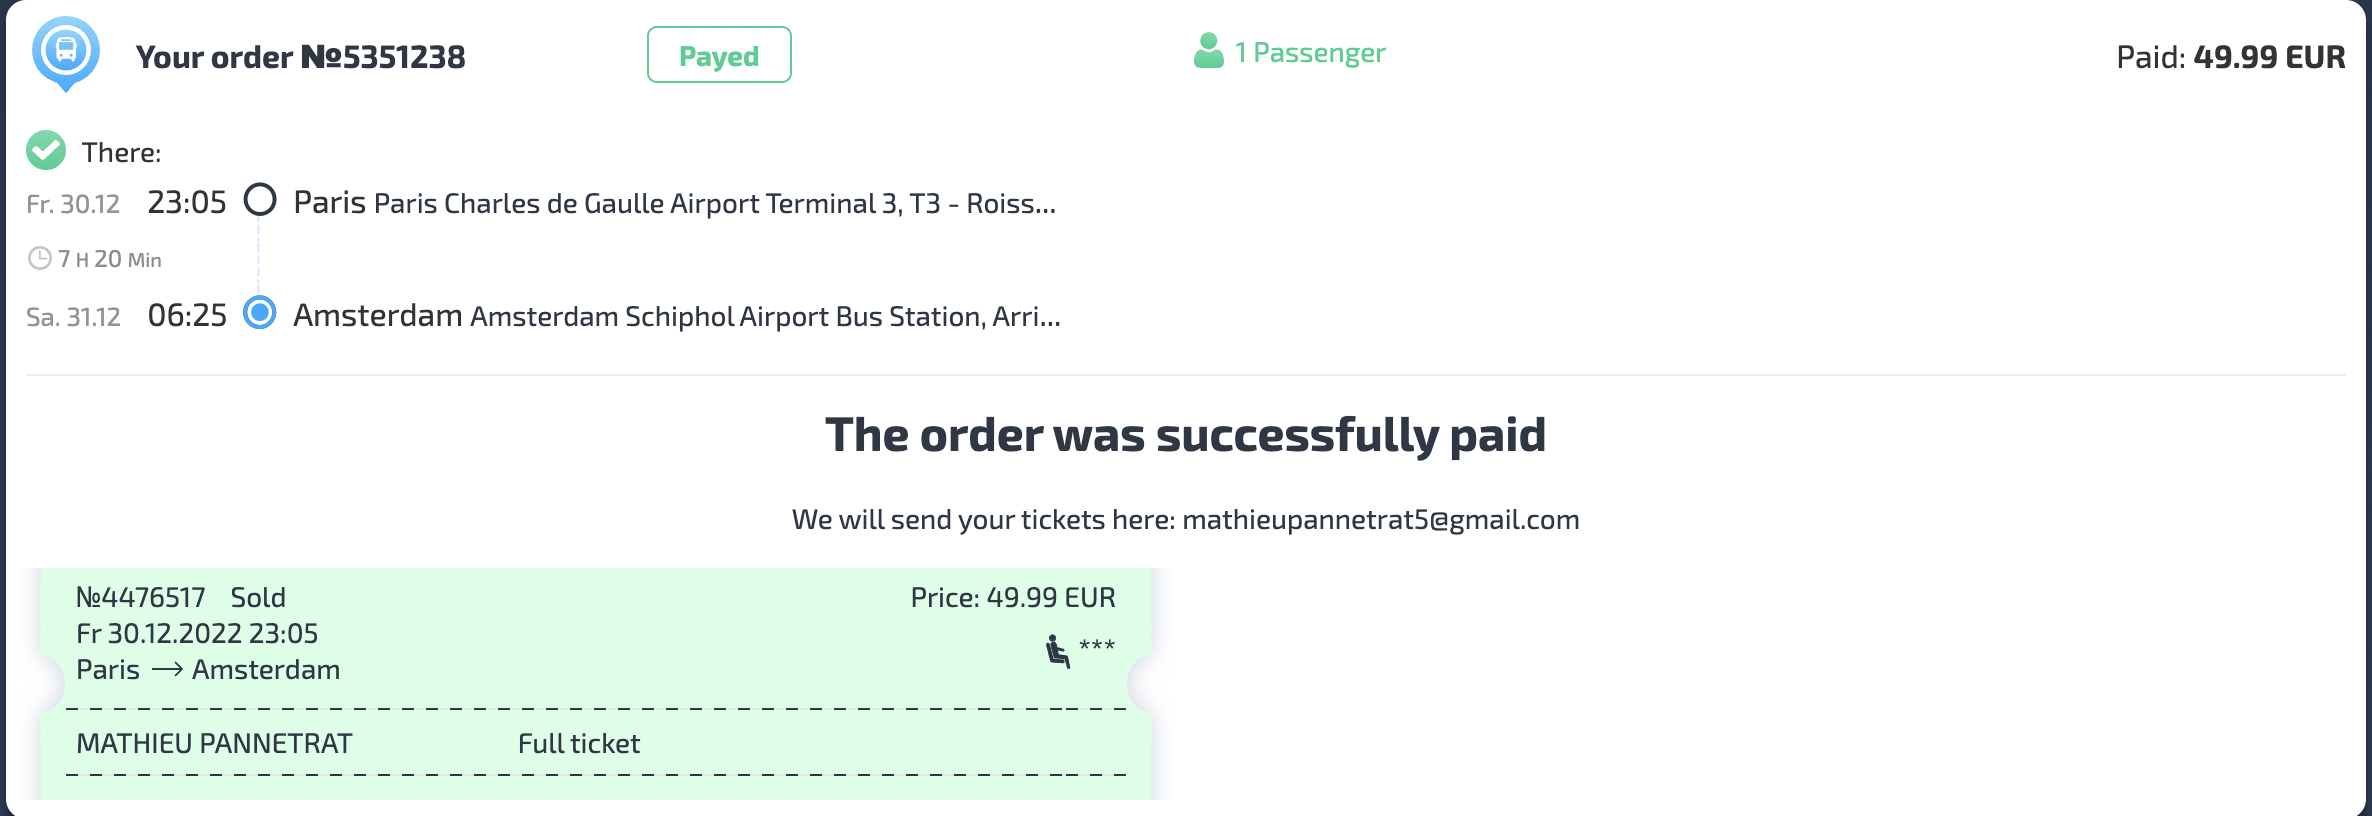 Your order №5351238
Payed
1 Passenger
Paid: 49.99 EUR
There:
Fr. 30.12 23:05 Paris Paris Charles de Gaulle Airport Terminal 3, T3 - Roiss...
7 H 20 Min
Sa. 31.12 06:25 Amsterdam Amsterdam Schiphol Airport Bus Station, Arri...
The order was successfully paid
We will send your tickets here: mathieupannetrat5@gmail.com
№4476517 Sold Price: 49.99 EUR
Fr 30.12.2022 23:05
***
Paris → Amsterdam
MATHIEU PANNETRAT Full ticket